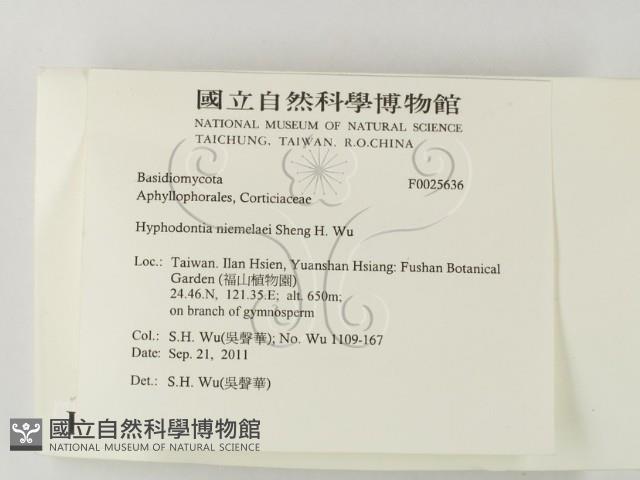 國立自然科學博物館
NATIONAL MUSEUM OF NATURAL SCIENCE
TAICHUNG, TAIWAN. R.O.CHINA
Basidiomycota F0025636
Aphyllophorales, Corticiaceae
Hyphodontia niemelaei Sheng H. Wu
Loc.: Taiwan. Ilan Hsien, Yuanshan Hsiang: Fushan Botanical
Garden (福山植物園)
24.46.N, 121.35.E; alt. 650m;
on branch of gymnosperm
Col.: S.H. Wu(吳聲華); No. Wu 1109-167
Date: Sep. 21, 2011
Det.: S.H. Wu(吳聲華)
國立自然科學博物館
NATIONAL MUSEUM OF NATURAL SCIENCE